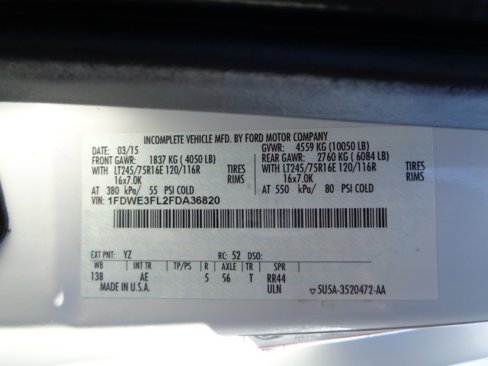 INCOMPLETE VEHICLE MFD. BY FORD MOTOR COMPANY
DATE: 03/15 GVWR: 4559 KG (10050 LB)
FRONT GAWR: 1837 KG ( 4050 LB) REAR GAWR: 2760 KG ( 6084 LB)
WITH LT245/75R16E 120/116R TIRES WITH LT245/75R16E 120/116R TIRES
16x7.0K RIMS 16x7.0K RIMS
AT 380 kPa/ 55 PSI COLD AT 550 kPa/ 80 PSI COLD
VIN: 1FDWE3FL2FDA36820
EXT PNT: YZ RC: 52 DSO:
WB INT TR TP/PS R AXLE TR SPR
138 AE 5 56 T RR44
MADE IN U.S.A. ULN ▽5U5A-3520472-AA